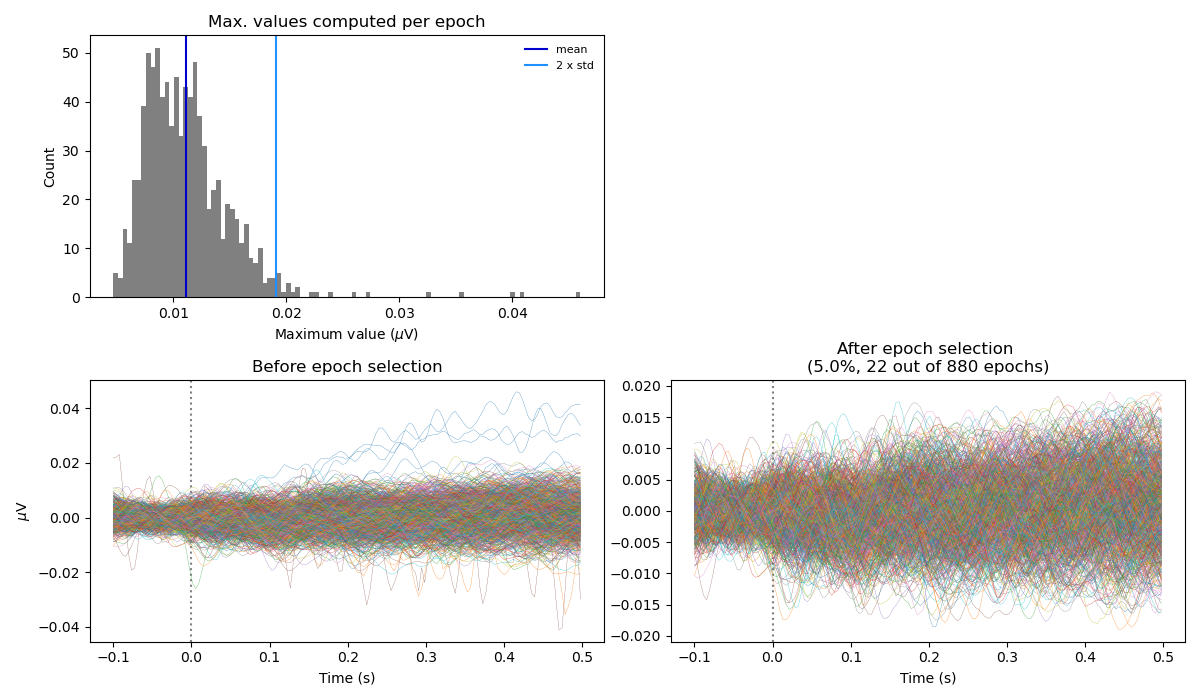 Max. values computed per epoch
mean
2 x std
50
40
30
20
10
0
Count
0.01 0.02 0.03 0.04
Maximum value (μV)
Before epoch selection
0.04
0.02
0.00
−0.02
−0.04
μV
−0.1 0.0 0.1 0.2 0.3 0.4 0.5
Time (s)
After epoch selection
(5.0%, 22 out of 880 epochs)
0.020
0.015
0.010
0.005
0.000
−0.005
−0.010
−0.015
−0.020
−0.1 0.0 0.1 0.2 0.3 0.4 0.5
Time (s)